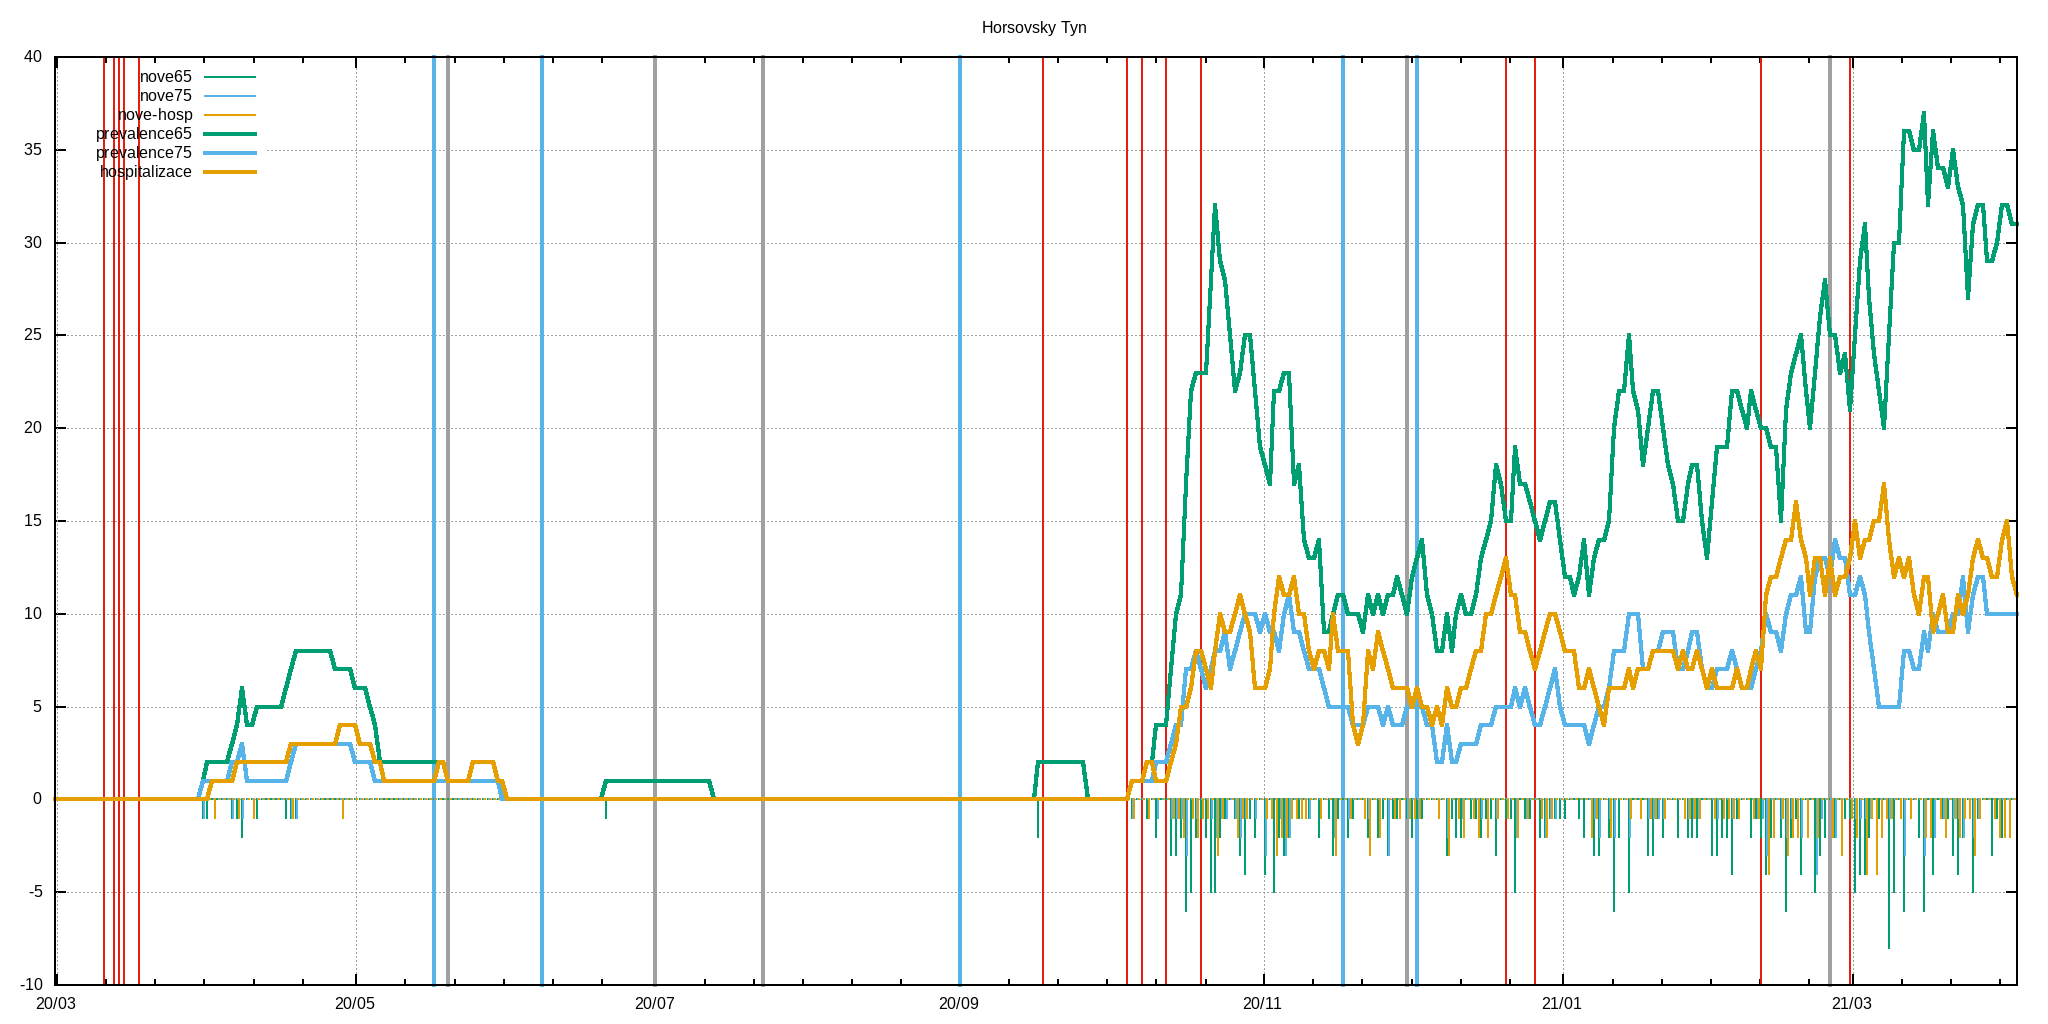 Horsovsky Tyn
40
35
30
25
20
15
10
5
0
-5
-10
nove65
nove75
nove-hosp
prevalence65
prevalence75
hospitalizace
20/03 20/05 20/07 20/09 20/11 21/01 21/03